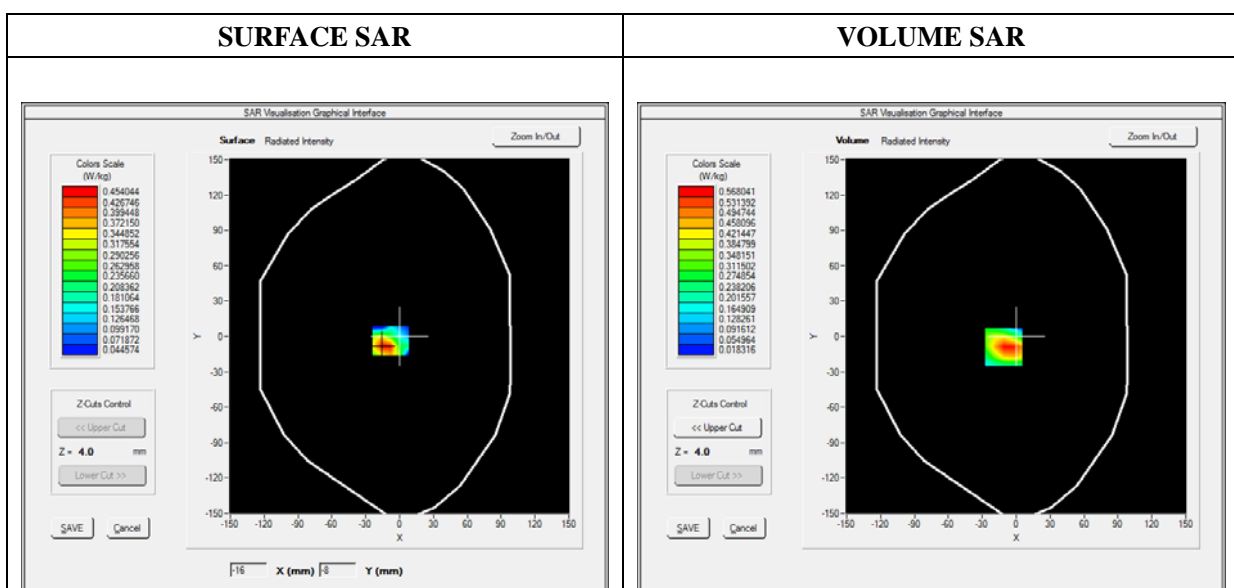 SURFACE SAR
VOLUME SAR
SAR Visualisation Graphical Interface
Surface Radiated Intensity
Zoom In/Out
Colors Scale
(W/kg)
0.454044
0.426746
0.399448
0.372150
0.344852
0.317554
0.290256
0.262958
0.235660
0.208362
0.181064
0.153766
0.126468
0.099170
0.071872
0.044574
Z-Cuts Control
<< Upper Cut
Z = 4.0 mm
Lower Cut >>
SAVE Cancel
150
120
90
60
30
0
-30
-60
-90
-120
-150
Y
-150 -120 -90 -60 -30 0 30 60 90 120 150
X
-16 X (mm) -8 Y (mm)
SAR Visualisation Graphical Interface
Volume Radiated Intensity
Zoom In/Out
Colors Scale
(W/kg)
0.568041
0.531392
0.494744
0.458096
0.421447
0.384799
0.348151
0.311502
0.274854
0.238206
0.201557
0.164909
0.128261
0.091612
0.054964
0.018316
Z-Cuts Control
<< Upper Cut
Z = 4.0 mm
Lower Cut >>
SAVE Cancel
150
120
90
60
30
0
-30
-60
-90
-120
-150
Y
-150 -120 -90 -60 -30 0 30 60 90 120 150
X